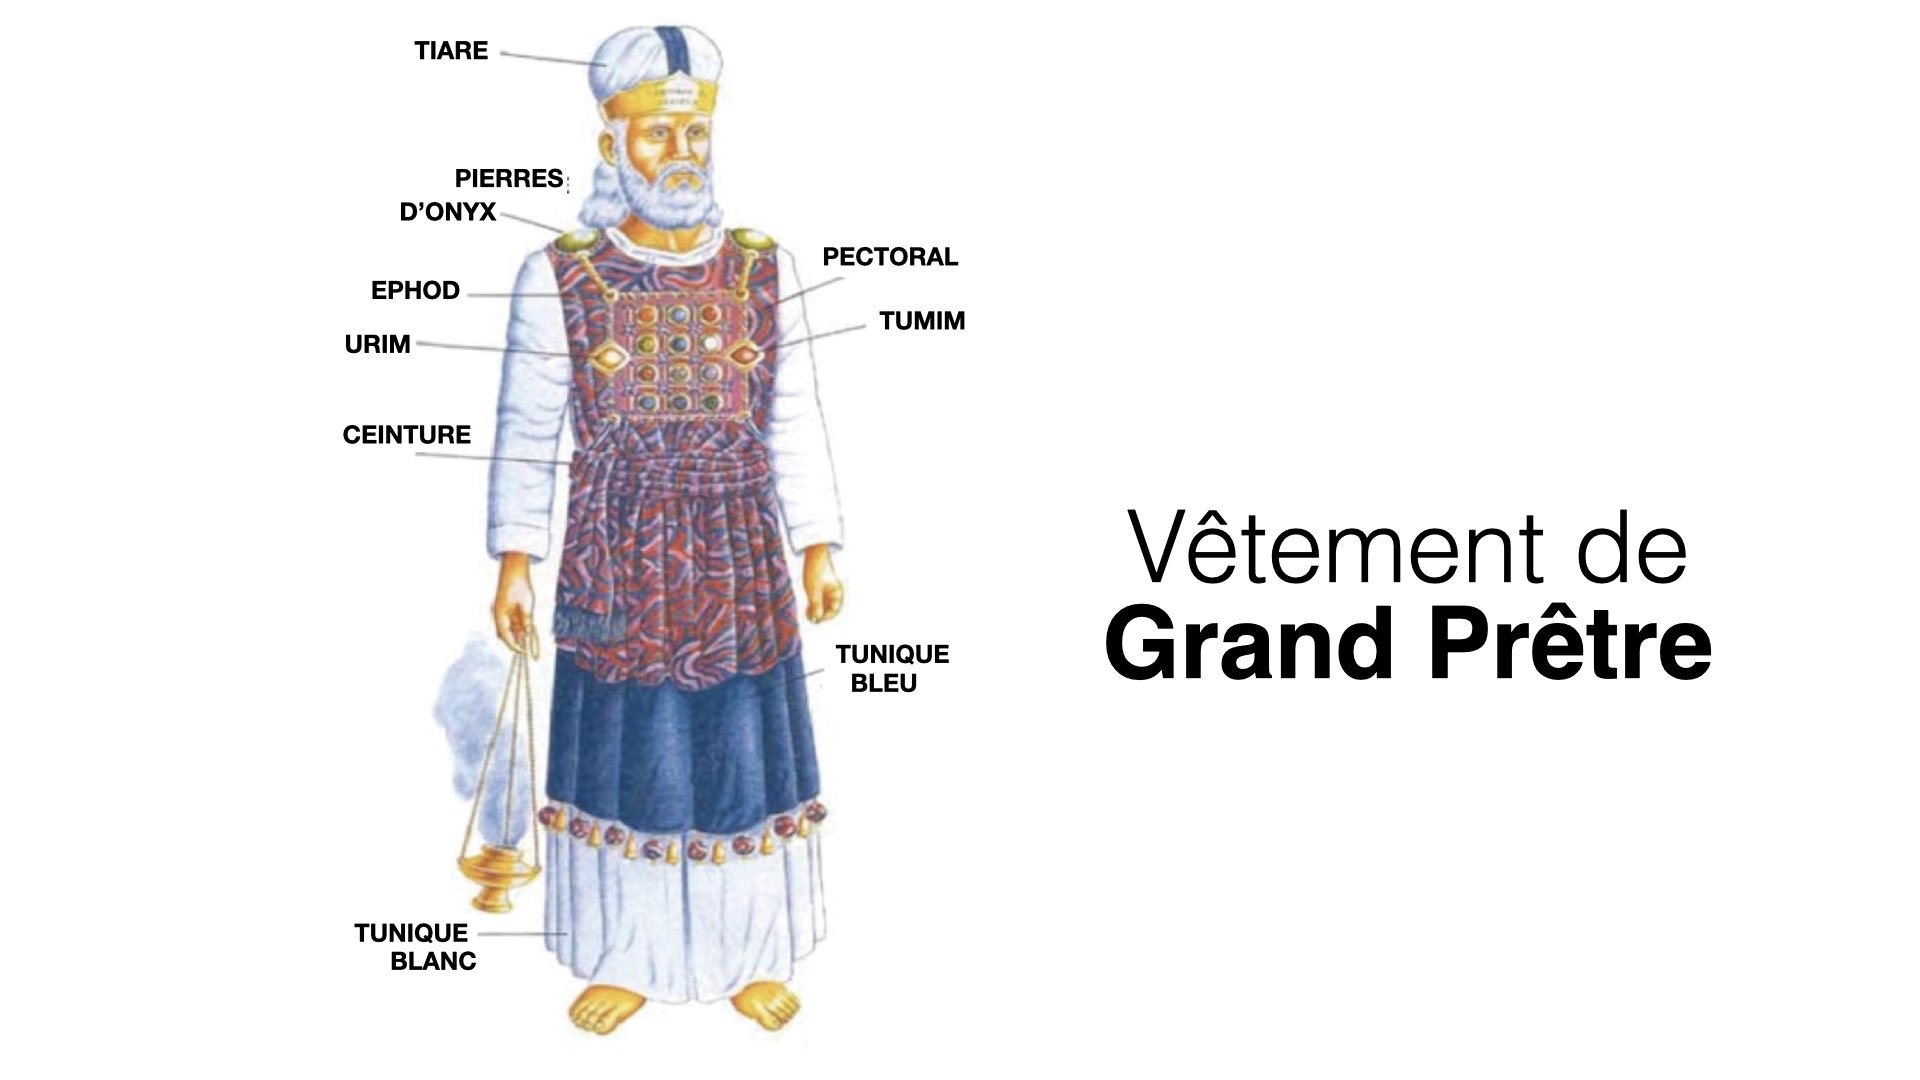 TIARE
PIERRES
D’ONYX
PECTORAL
EPHOD
TUMIM
URIM
CEINTURE
Vêtement de
Grand Prêtre
TUNIQUE
BLEU
TUNIQUE
BLANC